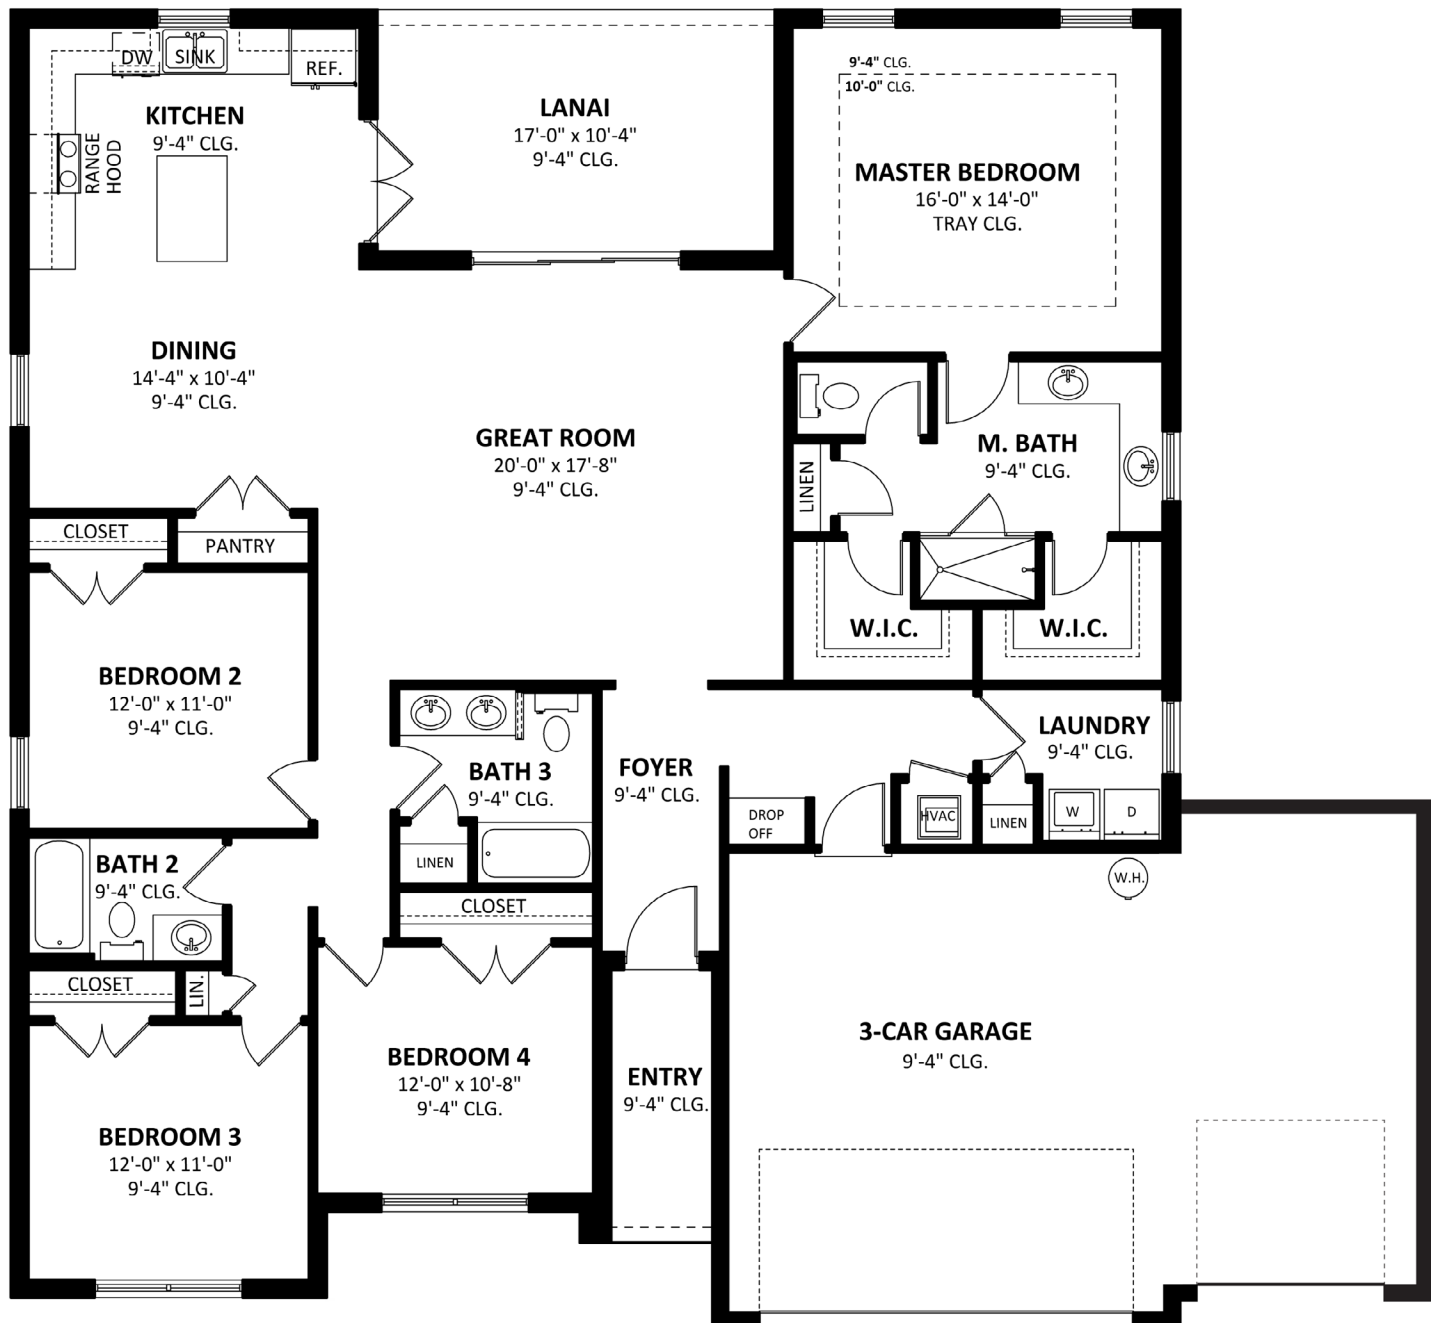 DW
SINK
REF.
KITCHEN
9'-4" CLG.
RANGE
HOOD
LANAI
17'-0" x 10'-4"
9'-4" CLG.
9'-4" CLG.
10'-0" CLG.
MASTER BEDROOM
16'-0" x 14'-0"
TRAY CLG.
DINING
14'-4" x 10'-4"
9'-4" CLG.
GREAT ROOM
20'-0" x 17'-8"
9'-4" CLG.
M. BATH
9'-4" CLG.
LINEN
CLOSET
PANTRY
W.I.C.
W.I.C.
BEDROOM 2
12'-0" x 11'-0"
9'-4" CLG.
BATH 3
9'-4" CLG.
LINEN
FOYER
9'-4" CLG.
LAUNDRY
9'-4" CLG.
DROP
OFF
HVAC
LINEN
W
D
W.H.
BATH 2
9'-4" CLG.
CLOSET
CLOSET
LIN.
BEDROOM 4
12'-0" x 10'-8"
9'-4" CLG.
ENTRY
9'-4" CLG.
3-CAR GARAGE
9'-4" CLG.
BEDROOM 3
12'-0" x 11'-0"
9'-4" CLG.